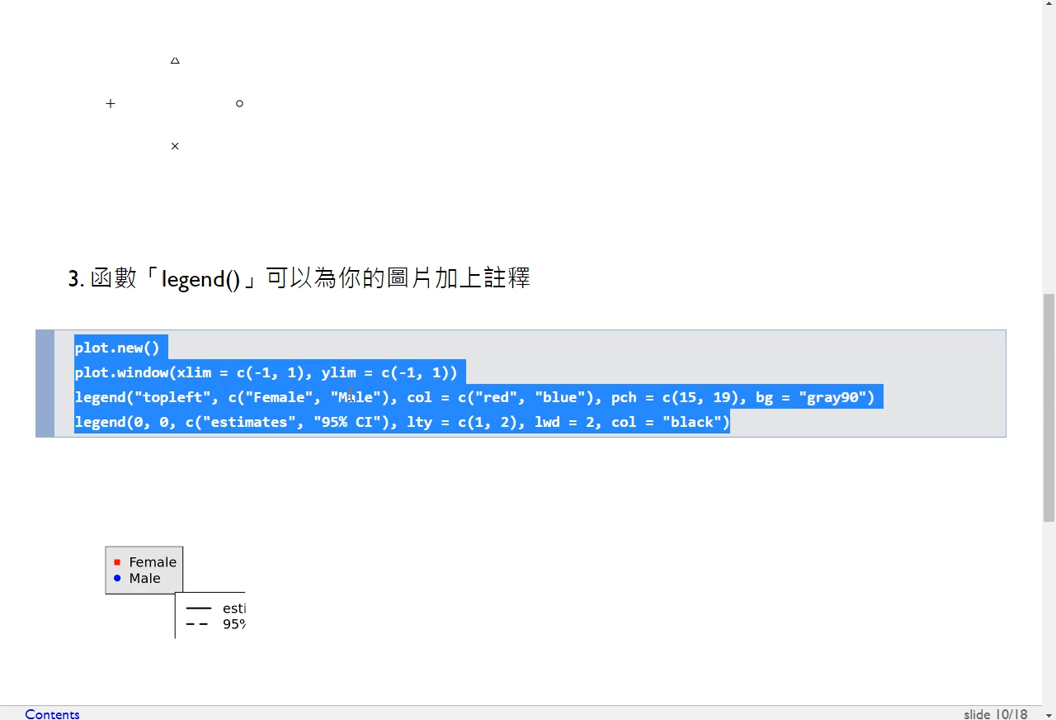 3. 函數「legend()」可以為你的圖片加上註釋
plot.new()
plot.window(xlim = c(-1, 1), ylim = c(-1, 1))
legend("topleft", c("Female", "Male"), col = c("red", "blue"), pch = c(15, 19), bg = "gray90")
legend(0, 0, c("estimates", "95% CI"), lty = c(1, 2), lwd = 2, col = "black")
Female
Male
esti
95%
Contents
slide 10/18